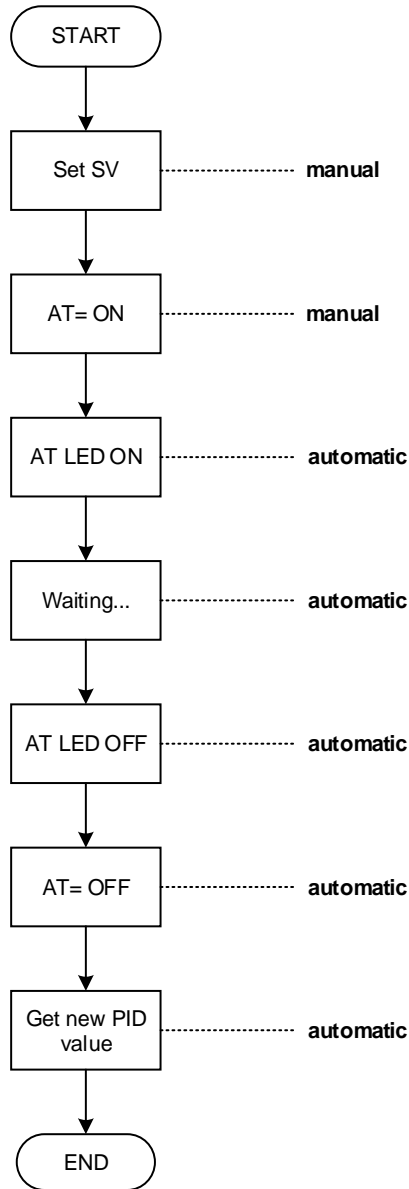 START
Set SV manual
AT= ON manual
AT LED ON automatic
Waiting... automatic
AT LED OFF automatic
AT= OFF automatic
Get new PID
value
automatic
END